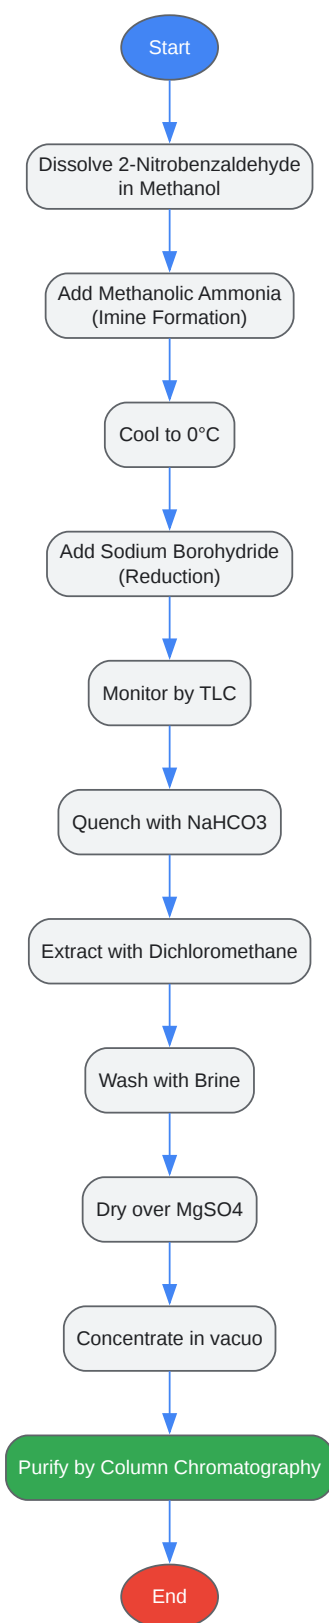 Start
Dissolve 2-Nitrobenzaldehyde
in Methanol
Add Methanolic Ammonia
(Imine Formation)
Cool to 0°C
Add Sodium Borohydride
(Reduction)
Monitor by TLC
Quench with NaHCO3
Extract with Dichloromethane
Wash with Brine
Dry over MgSO4
Concentrate in vacuo
Purify by Column Chromatography
End